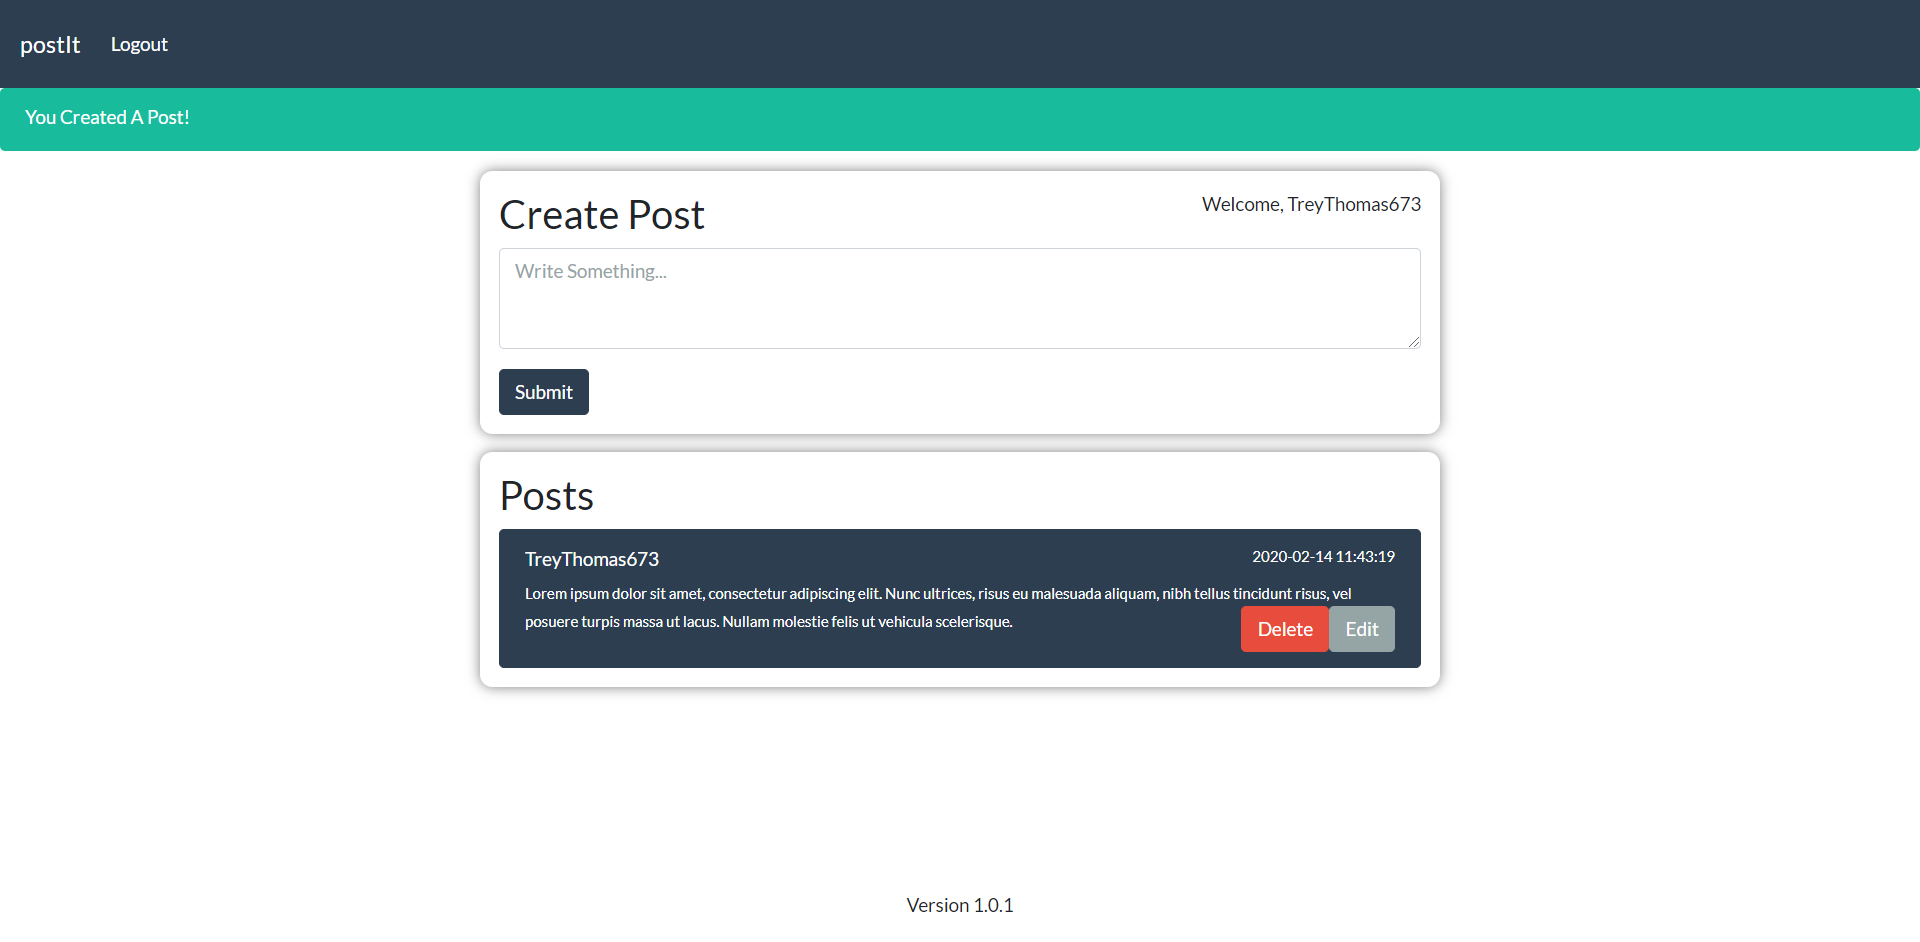 postIt Logout
You Created A Post!
Create Post
Welcome, TreyThomas673
Write Something...
Submit
Posts
TreyThomas673
2020-02-14 11:43:19
Lorem ipsum dolor sit amet, consectetur adipiscing elit. Nunc ultrices, risus eu malesuada aliquam, nibh tellus tincidunt risus, vel
posuere turpis massa ut lacus. Nullam molestie felis ut vehicula scelerisque.
Delete Edit
Version 1.0.1